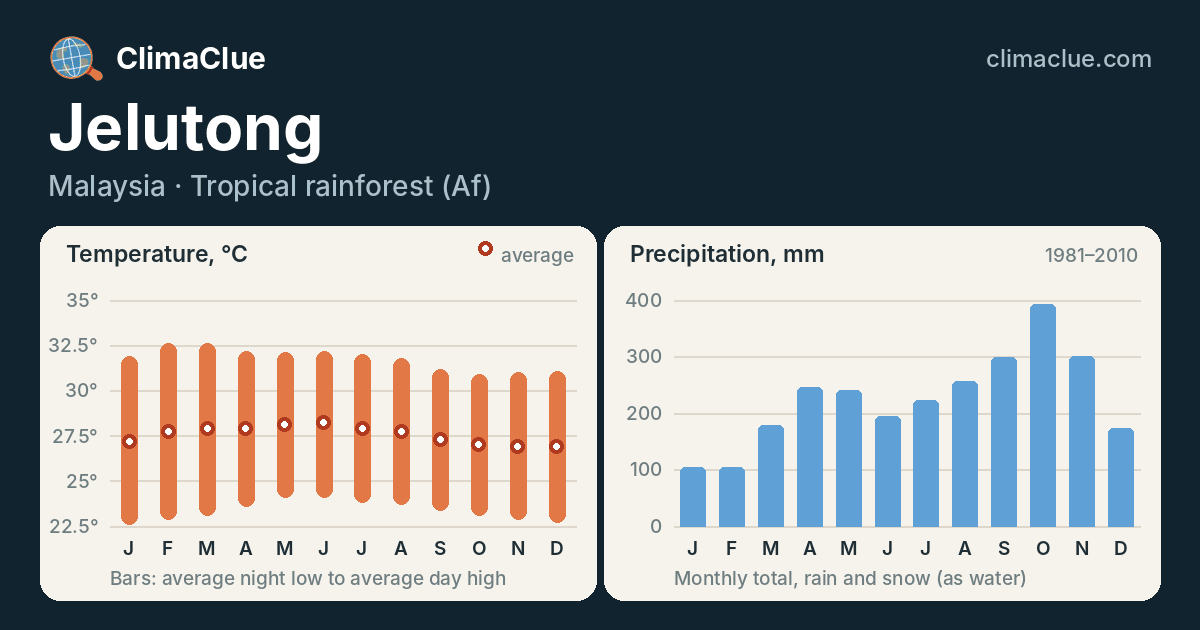 ClimaClue
climaclue.com
Jelutong
Malaysia · Tropical rainforest (Af)
Temperature, °C
average
35°
32.5°
30°
27.5°
25°
22.5°
J F M A M J J A S O N D
Bars: average night low to average day high
Precipitation, mm
1981–2010
400
300
200
100
0
J F M A M J J A S O N D
Monthly total, rain and snow (as water)